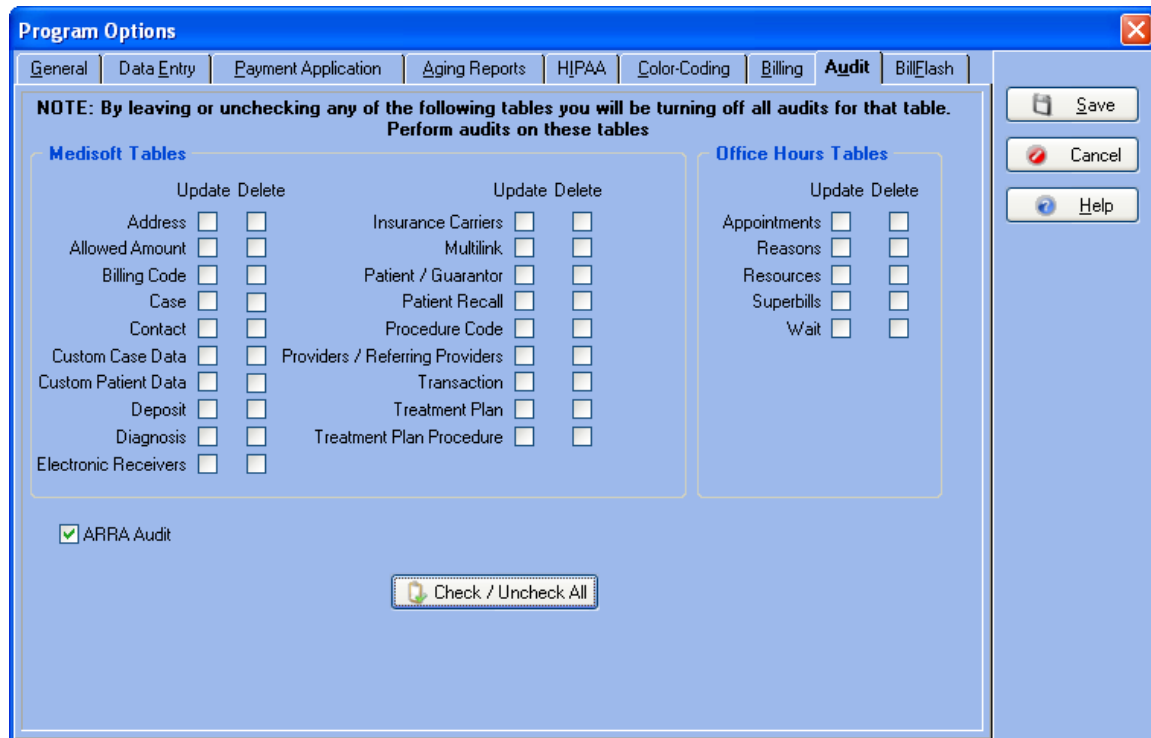 Program Options
General Data Entry Payment Application Aging Reports HIPAA Color-Coding Billing Audit BillFlash
NOTE: By leaving or unchecking any of the following tables you will be turning off all audits for that table.
Perform audits on these tables
Medisoft Tables
Update Delete Update Delete
Address Insurance Carriers
Allowed Amount Multilink
Billing Code Patient / Guarantor
Case Patient Recall
Contact Procedure Code
Custom Case Data Providers / Referring Providers
Custom Patient Data Transaction
Deposit Treatment Plan
Diagnosis Treatment Plan Procedure
Electronic Receivers
Office Hours Tables
Update Delete
Appointments
Reasons
Resources
Superbills
Wait
ARRA Audit
Check / Uncheck All
Save
Cancel
Help